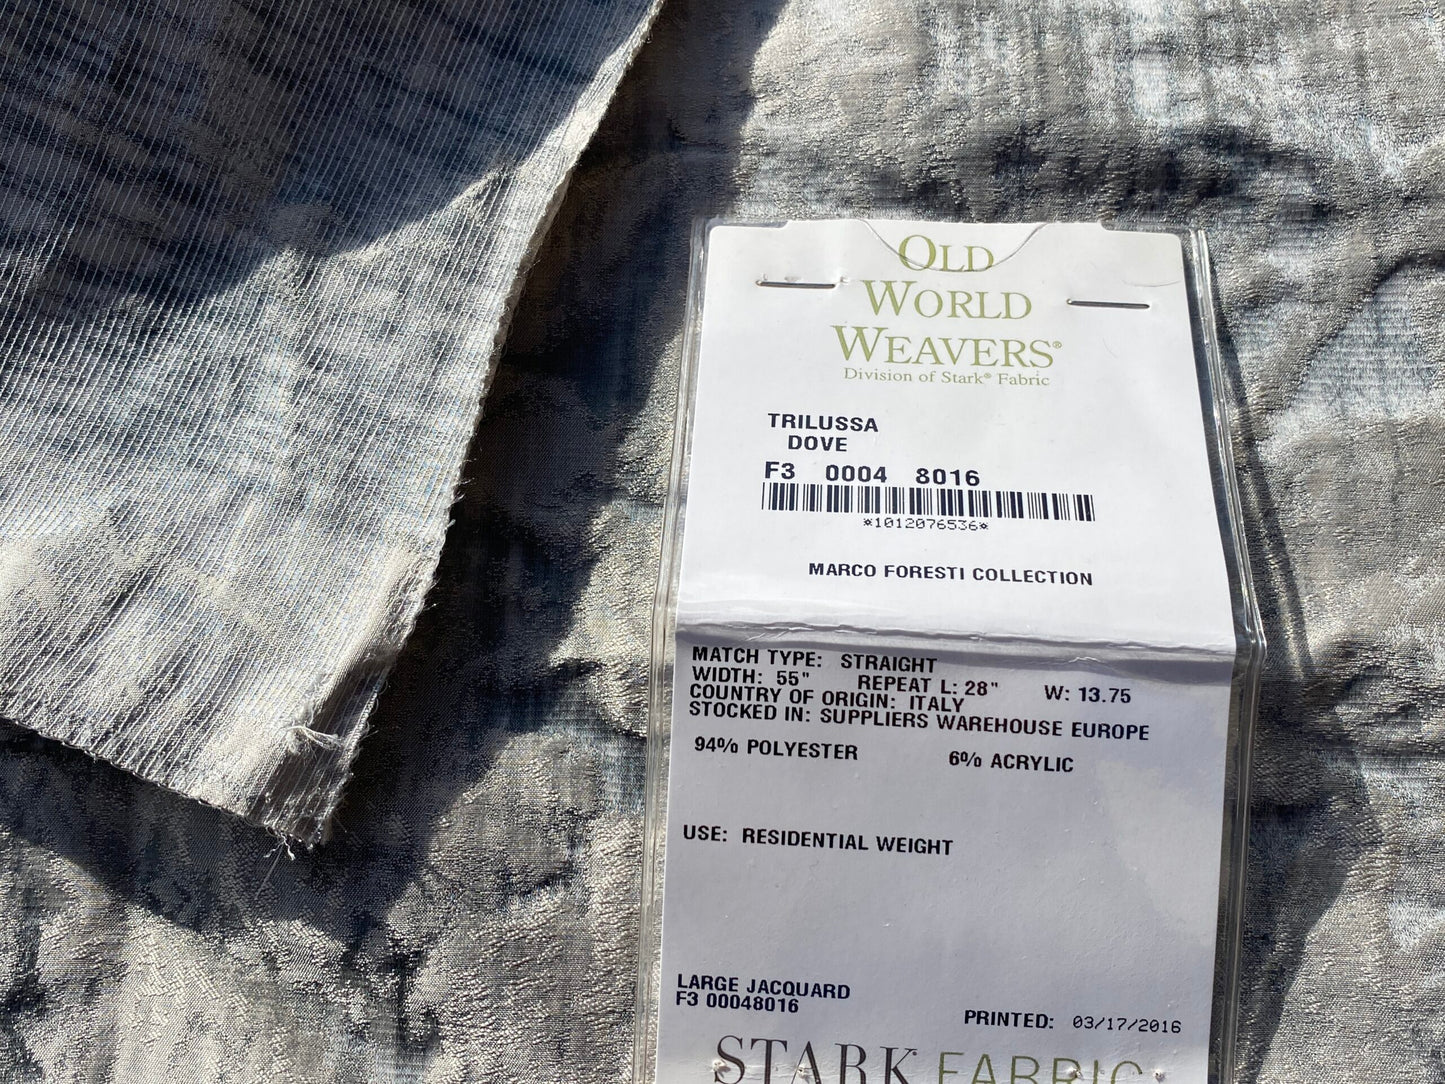 OLD
WORLD
WEAVERS®
Division of Stark® Fabric
TRILUSSA
DOVE
F3 0004 8016
*1012076536*
MARCO FORESTI COLLECTION
MATCH TYPE: STRAIGHT
WIDTH: 55" REPEAT L: 28" W: 13.75
COUNTRY OF ORIGIN: ITALY
STOCKED IN: SUPPLIERS WAREHOUSE EUROPE
94% POLYESTER 6% ACRYLIC
USE: RESIDENTIAL WEIGHT
LARGE JACQUARD
F3 00048016
PRINTED: 03/17/2016
STARK FABRIC